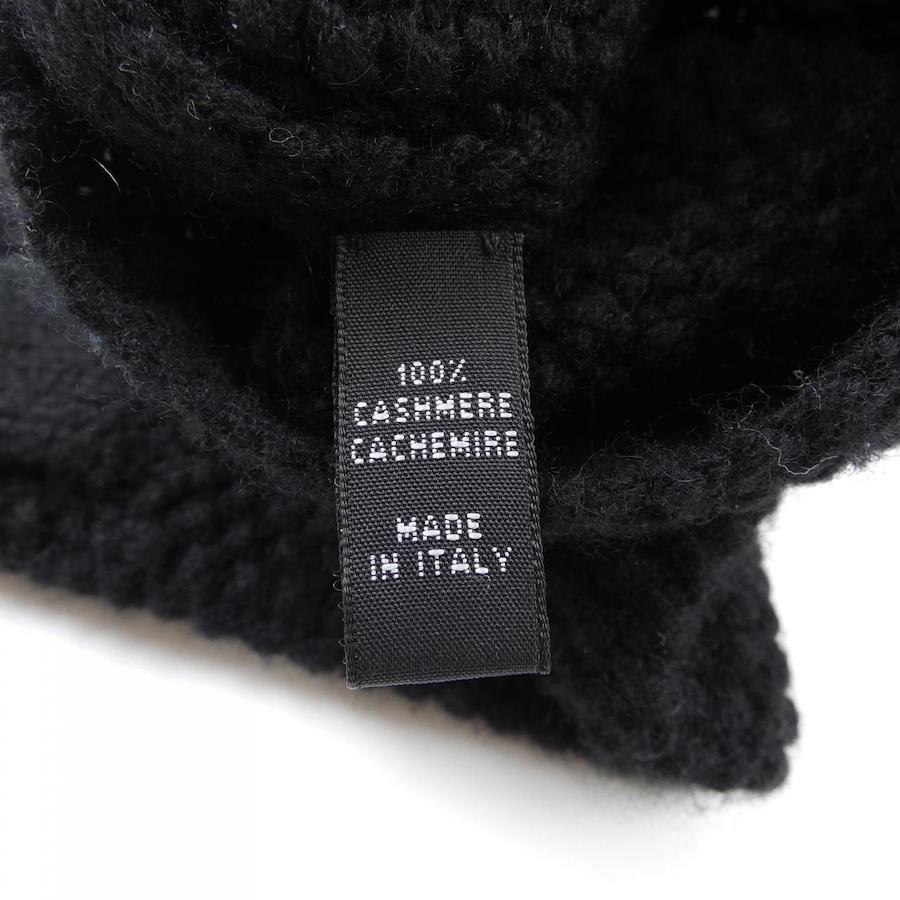 100%
CASHMERE
CACHEMIRE
MADE
IN ITALY